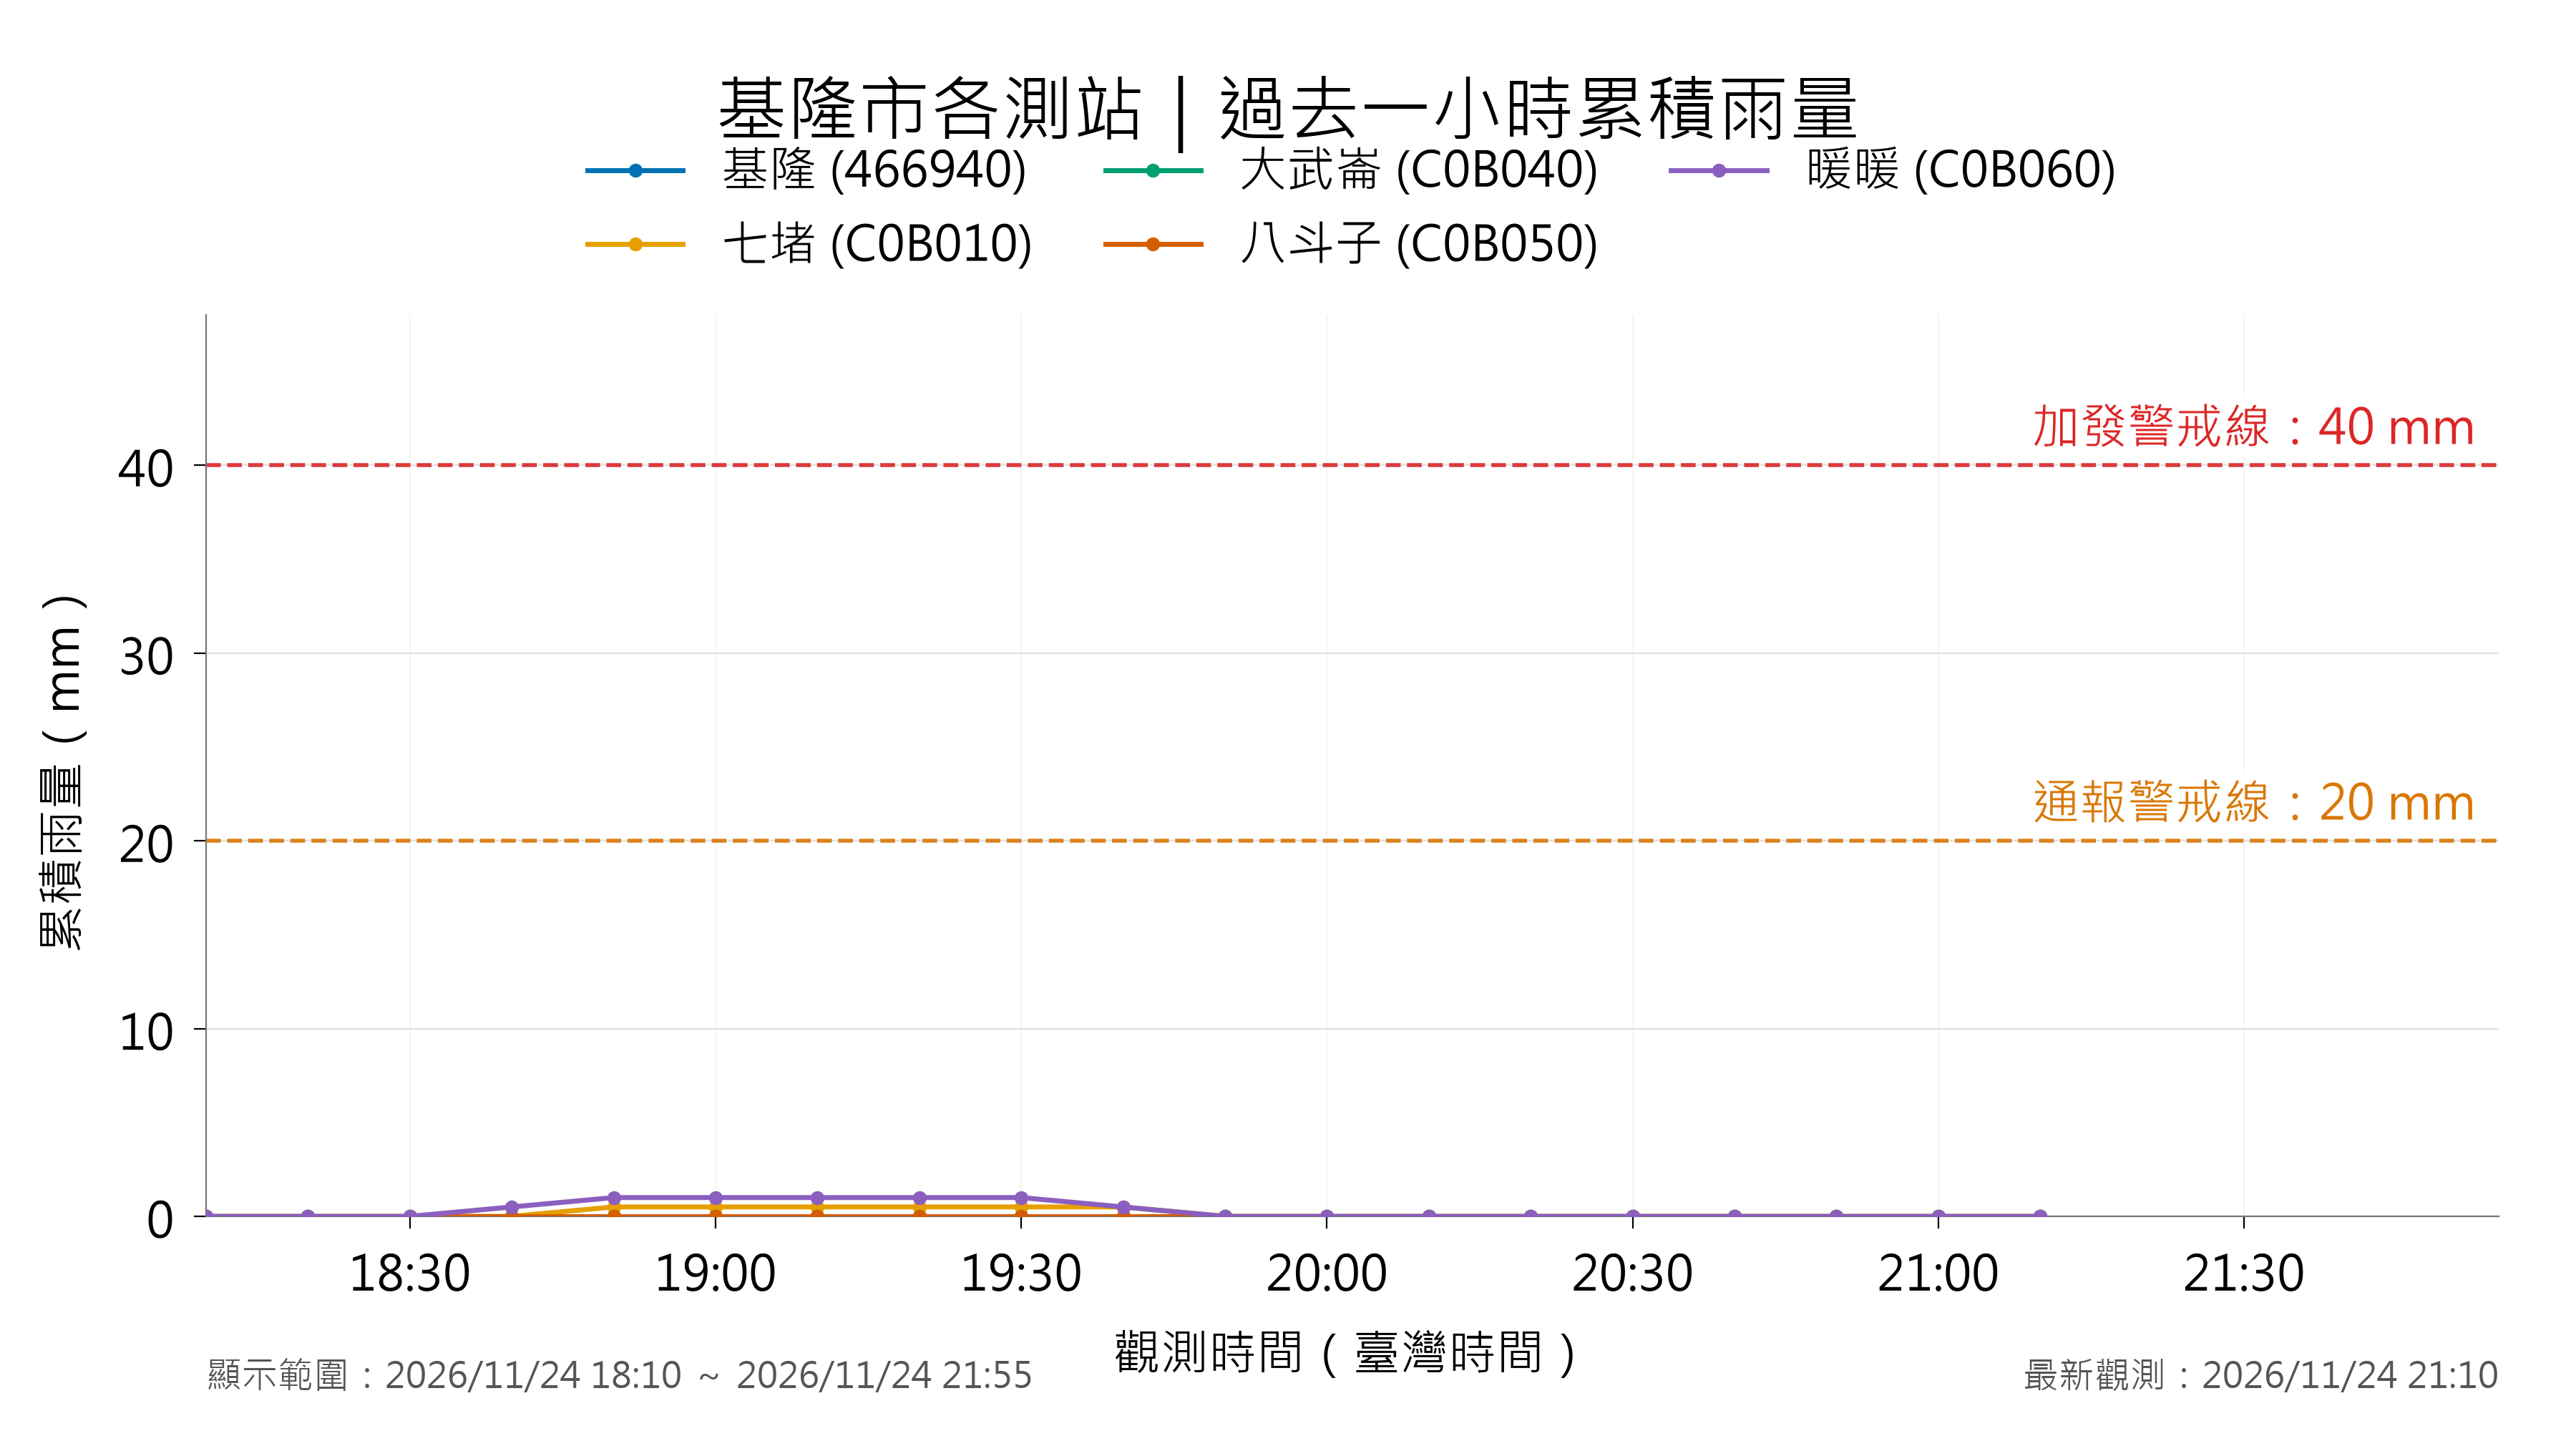 基隆市各測站｜過去一小時累積雨量
基隆 (466940)
大武崙 (C0B040)
暖暖 (C0B060)
七堵 (C0B010)
八斗子 (C0B050)
加發警戒線：40 mm
通報警戒線：20 mm
累積雨量（mm）
40
30
20
10
0
18:30
19:00
19:30
20:00
20:30
21:00
21:30
觀測時間（臺灣時間）
顯示範圍：2026/11/24 18:10 ~ 2026/11/24 21:55
最新觀測：2026/11/24 21:10